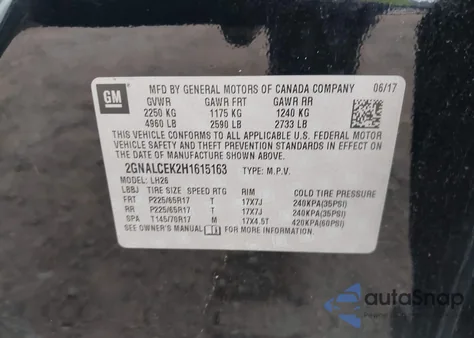 GM
MFD BY GENERAL MOTORS OF CANADA COMPANY 06/17
GVWR GAWR FRT GAWR RR
2250 KG 1175 KG 1240 KG
4960 LB 2590 LB 2733 LB
THIS VEHICLE CONFORMS TO ALL APPLICABLE U.S. FEDERAL MOTOR
VEHICLE SAFETY AND THEFT PREVENTION STANDARDS IN EFFECT ON
THE DATE OF MANUFACTURE SHOWN ABOVE.
2GNALCEK2H1615163 TYPE: M.P.V.
MODEL: LH26
LBBJ TIRE SIZE SPEED RTG RIM COLD TIRE PRESSURE
FRT P225/65R17 T 17X7J 240KPA(35PSI)
RR P225/65R17 T 17X7J 240KPA(35PSI)
SPA T145/70R17 M 17X4.5T 420KPA(60PSI)
SEE OWNER'S MANUAL FOR ADDITIONAL INFORMATION
autoSnap